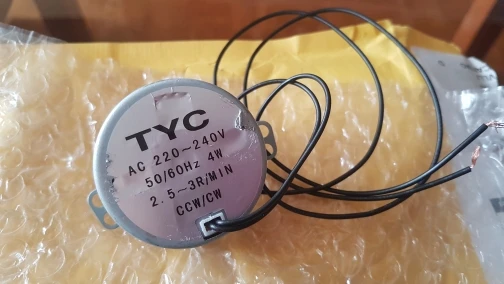 TYC
AC 220~240V
50/60Hz 4W
2.5~3R/MIN
CCW/CW